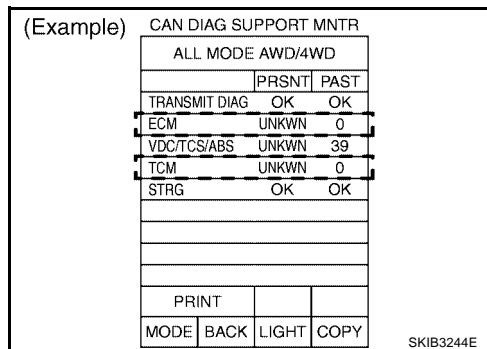 (Example) CAN DIAG SUPPORT MNTR
ALL MODE AWD/4WD
PRSNT PAST
TRANSMIT DIAG OK OK
ECM UNKWN 0
VDC/TCS/ABS UNKWN 39
TCM UNKWN 0
STRG OK OK
PRINT
MODE BACK LIGHT COPY
SKIB3244E